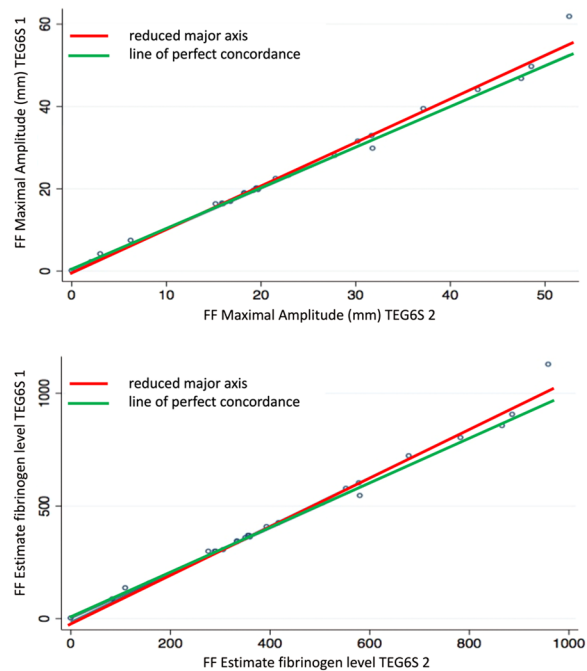 60
40
20
0
FF Maximal Amplitude (mm) TEG6S 1
reduced major axis
line of perfect concordance
0 10 20 30 40 50
FF Maximal Amplitude (mm) TEG6S 2
1000
500
0
FF Estimate fibrinogen level TEG6S 1
reduced major axis
line of perfect concordance
0 200 400 600 800 1000
FF Estimate fibrinogen level TEG6S 2